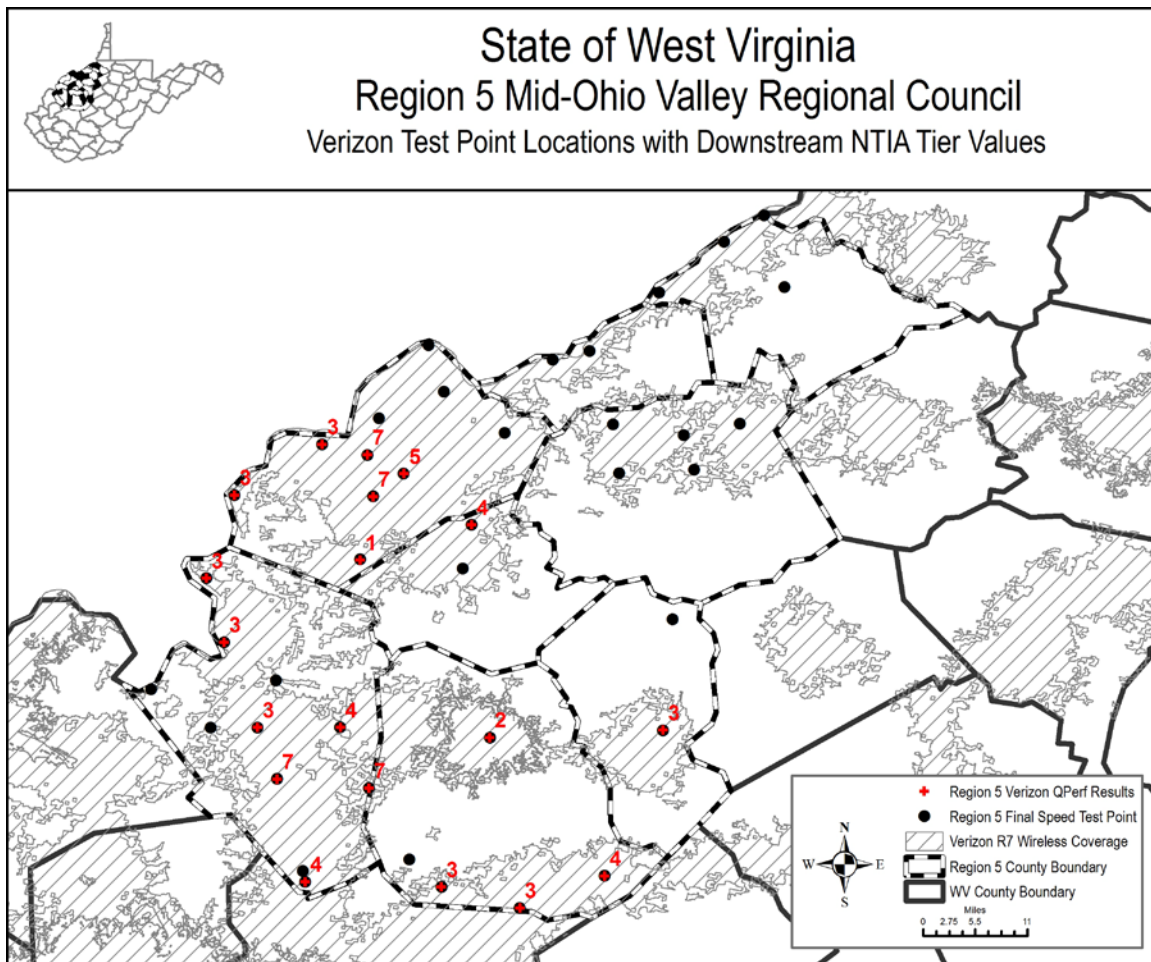 State of West Virginia
Region 5 Mid-Ohio Valley Regional Council
Verizon Test Point Locations with Downstream NTIA Tier Values
3
7
5
3
7
4
1
3
3
3
4
2
3
7
7
4
3
4
3
Region 5 Verizon QPerf Results
Region 5 Final Speed Test Point
Verizon R7 Wireless Coverage
Region 5 County Boundary
WV County Boundary
N
W E
S
Miles
0 2.75 5.5 11